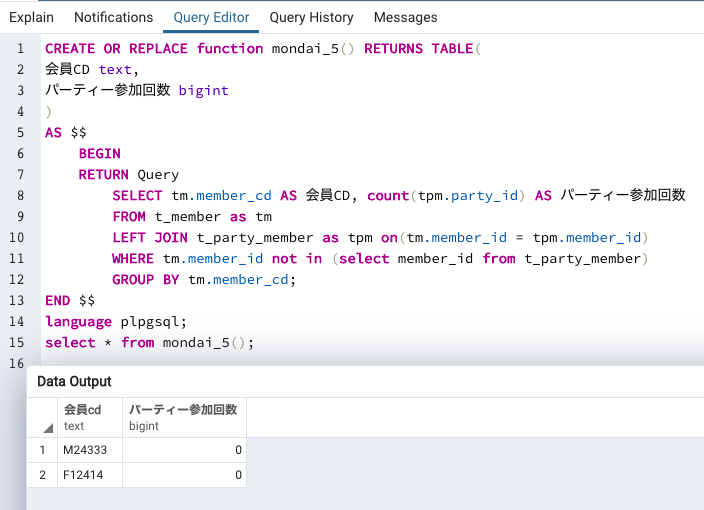 Explain Notifications Query Editor Query History Messages
1 CREATE OR REPLACE function mondai_5() RETURNS TABLE(
2 会員CD text,
3 パーティー参加回数 bigint
4 )
5 AS $$
6 BEGIN
7 RETURN Query
8 SELECT tm.member_cd AS 会員CD, count(tpm.party_id) AS パーティー参加回数
9 FROM t_member as tm
10 LEFT JOIN t_party_member as tpm on(tm.member_id = tpm.member_id)
11 WHERE tm.member_id not in (select member_id from t_party_member)
12 GROUP BY tm.member_cd;
13 END $$
14 language plpgsql;
15 select * from mondai_5();
16
Data Output
会員cd パーティー参加回数
text bigint
1 M24333 0
2 F12414 0